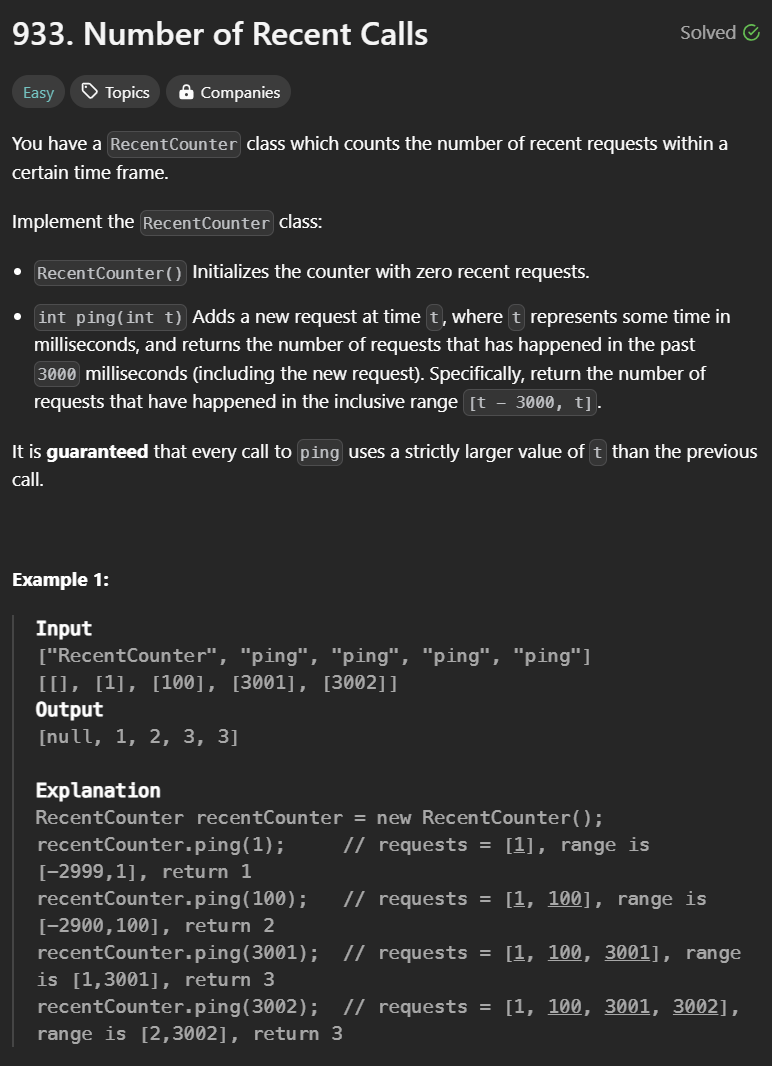 933. Number of Recent Calls
Solved
Easy
Topics
Companies
You have a RecentCounter class which counts the number of recent requests within a
certain time frame.
Implement the RecentCounter class:
• RecentCounter() Initializes the counter with zero recent requests.
• int ping(int t) Adds a new request at time t, where t represents some time in
milliseconds, and returns the number of requests that has happened in the past
3000 milliseconds (including the new request). Specifically, return the number of
requests that have happened in the inclusive range [t - 3000, t].
It is guaranteed that every call to ping uses a strictly larger value of t than the previous
call.
Example 1:
Input
["RecentCounter", "ping", "ping", "ping", "ping"]
[[], [1], [100], [3001], [3002]]
Output
[null, 1, 2, 3, 3]
Explanation
RecentCounter recentCounter = new RecentCounter();
recentCounter.ping(1);     // requests = [1], range is
[-2999,1], return 1
recentCounter.ping(100);   // requests = [1, 100], range is
[-2900,100], return 2
recentCounter.ping(3001);  // requests = [1, 100, 3001], range
is [1,3001], return 3
recentCounter.ping(3002);  // requests = [1, 100, 3001, 3002],
range is [2,3002], return 3